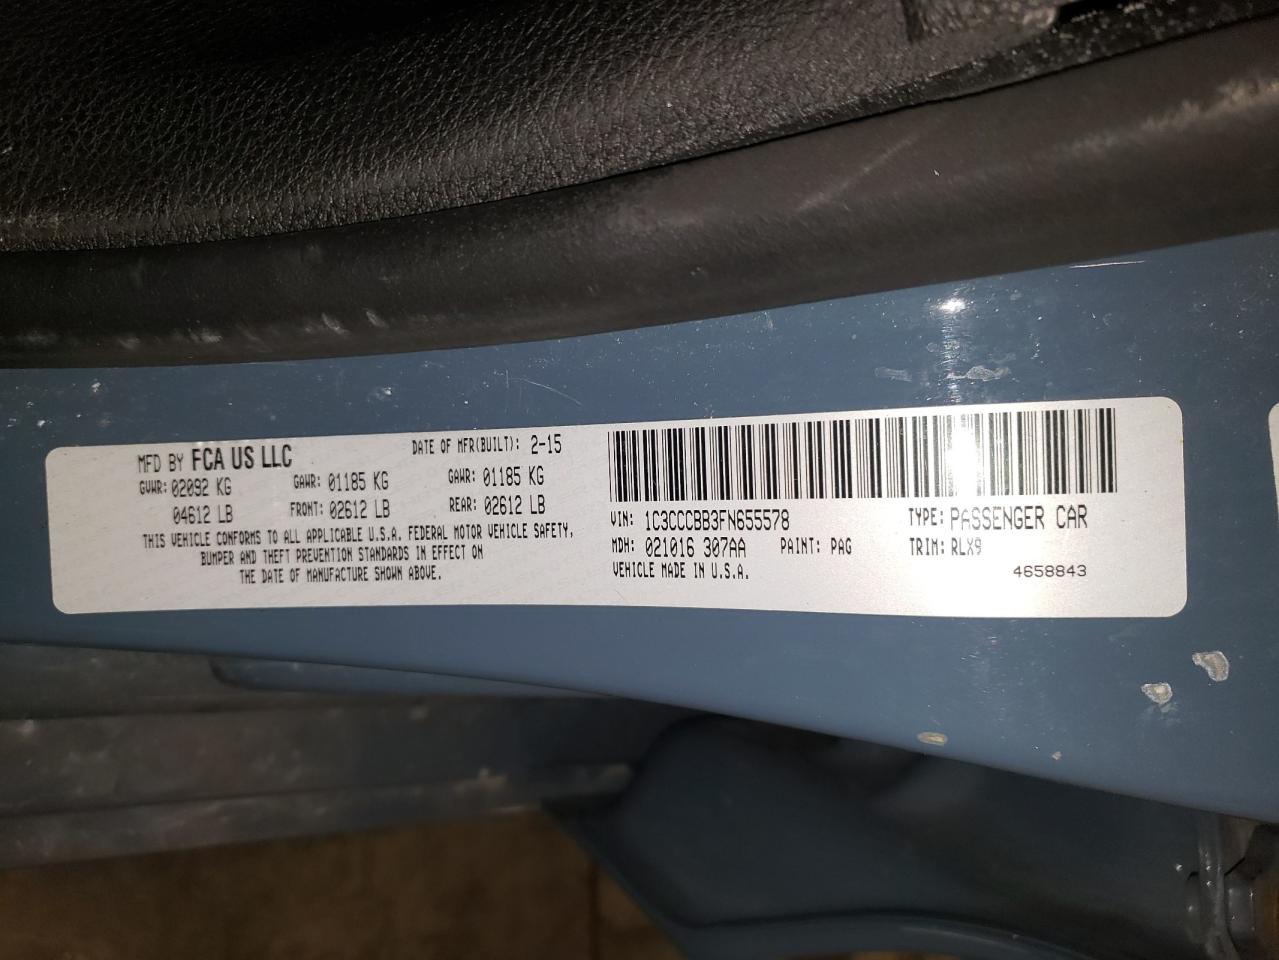 MFD BY FCA US LLC DATE OF MFR(BUILT): 2-15
GVWR: 02092 KG GAWR: 01185 KG GAWR: 01185 KG
04612 LB FRONT: 02612 LB REAR: 02612 LB
THIS VEHICLE CONFORMS TO ALL APPLICABLE U.S.A. FEDERAL MOTOR VEHICLE SAFETY,
BUMPER AND THEFT PREVENTION STANDARDS IN EFFECT ON
THE DATE OF MANUFACTURE SHOWN ABOVE.
VIN: 1C3CCCBB3FN655578 TYPE: PASSENGER CAR
MDH: 021016 307AA PAINT: PAG TRIM: RLX9
VEHICLE MADE IN U.S.A. 4658843